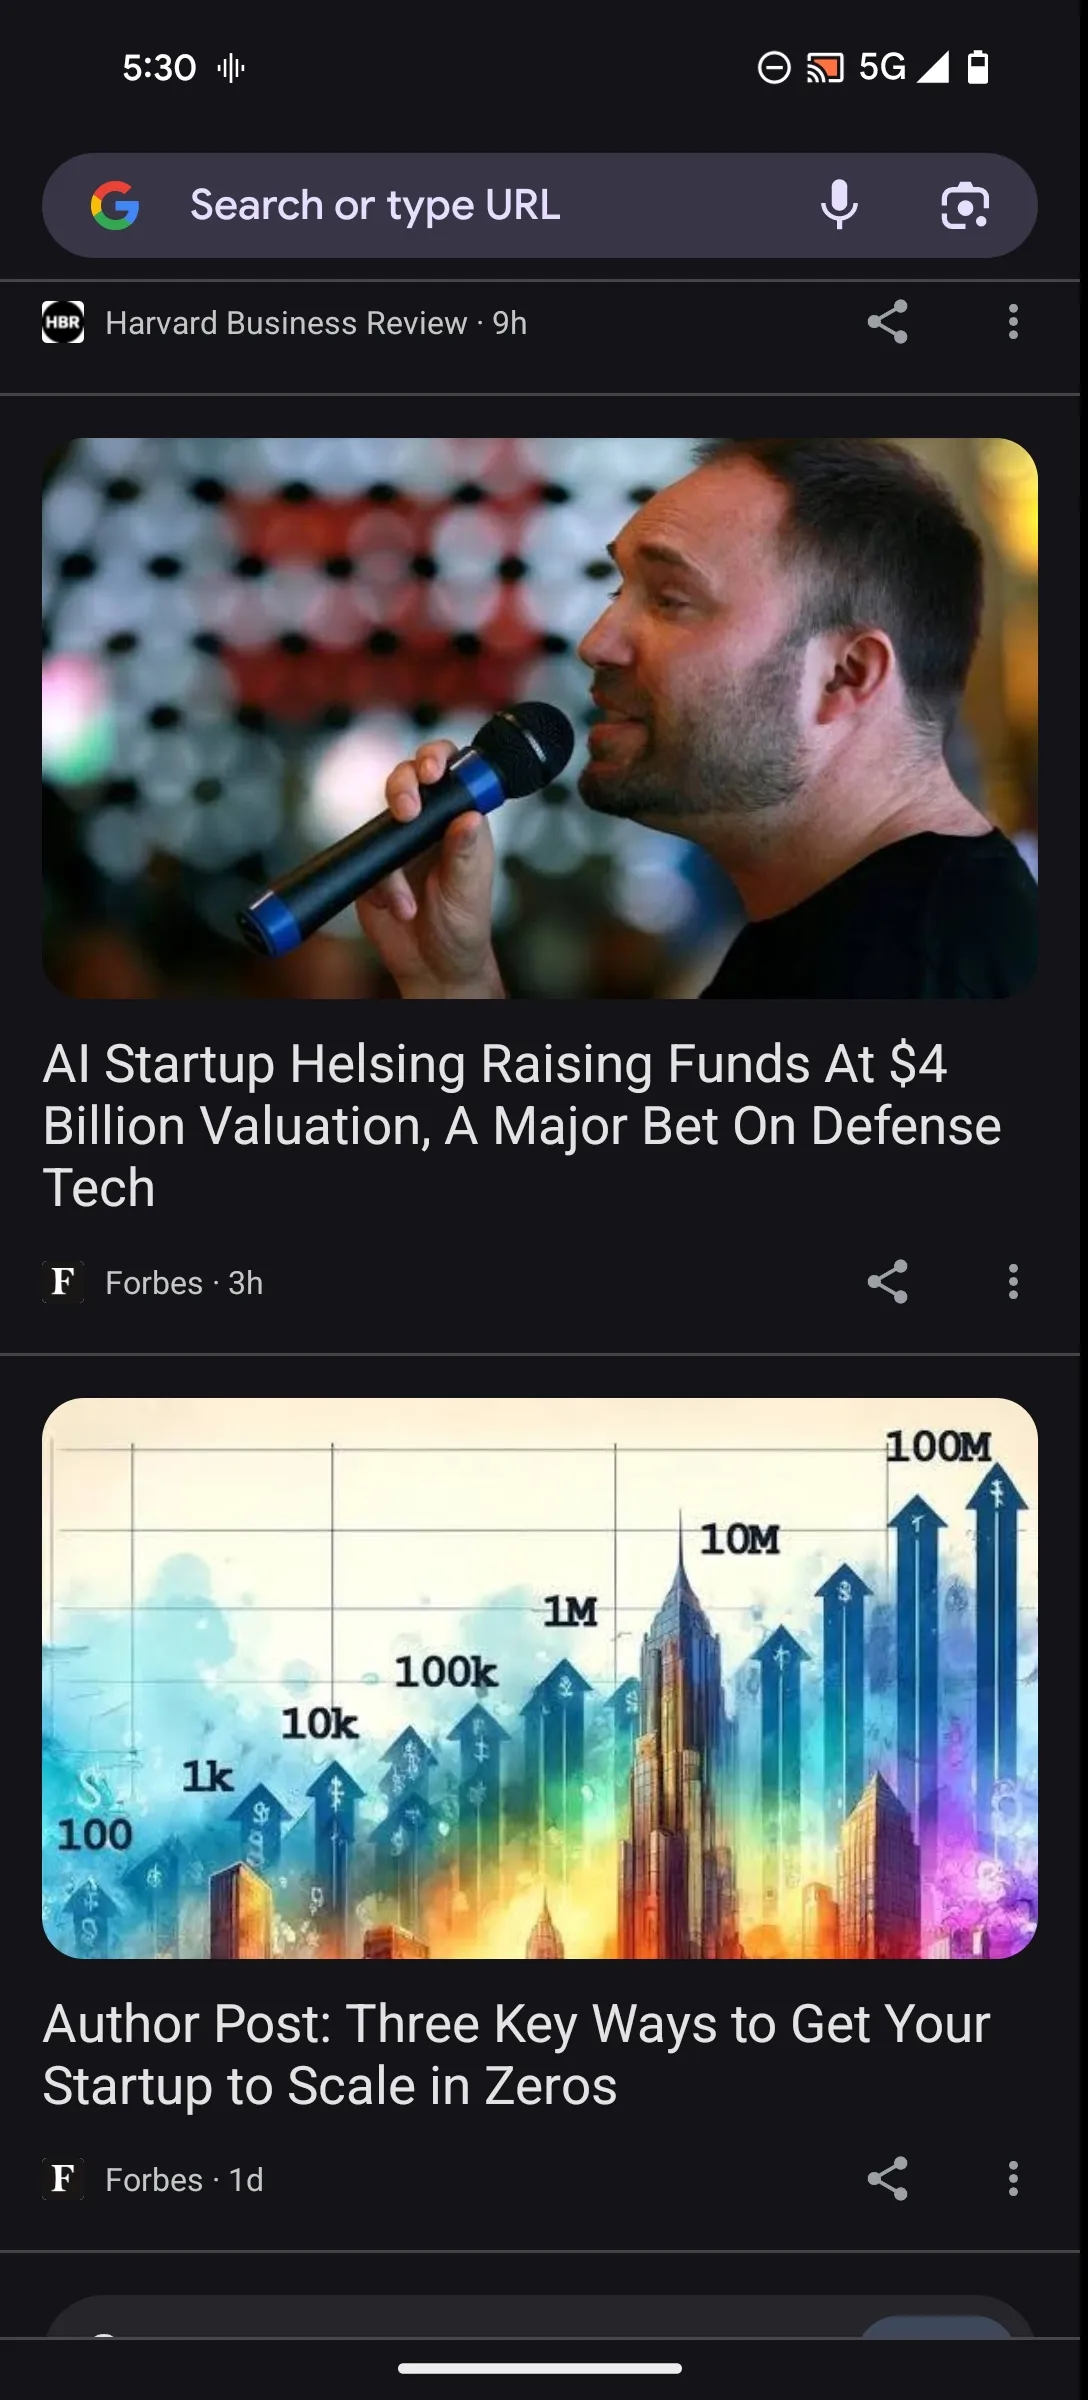 5:30
5G
Search or type URL
HBR
Harvard Business Review · 9h
AI Startup Helsing Raising Funds At $4
Billion Valuation, A Major Bet On Defense
Tech
F
Forbes · 3h
100
1k
10k
100k
1M
10M
100M
Author Post: Three Key Ways to Get Your
Startup to Scale in Zeros
F
Forbes · 1d